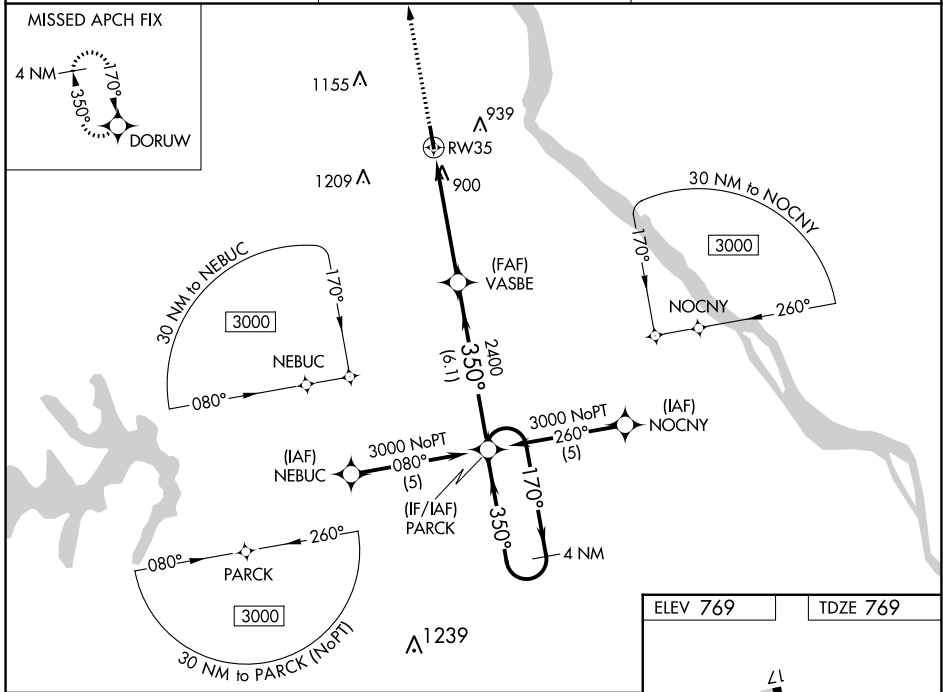 MISSED APCH FIX
4 NM
170°
350°
DORUW
1155
939
RW35
1209
900
30 NM to NOCNY
3000
170°
NOCNY
260°
30 NM to NEBUC
3000
170°
NEBUC
080°
(FAF)
VASBE
2400
350°
(6.1)
(IAF)
NEBUC
3000 NoPT
080°
(5)
3000 NoPT
260°
(5)
(IAF)
NOCNY
(IF/IAF)
PARCK
170°
350°
4 NM
080°
260°
PARCK
3000
30 NM to PARCK (NoPT)
1239
ELEV 769
TDZE 769
17